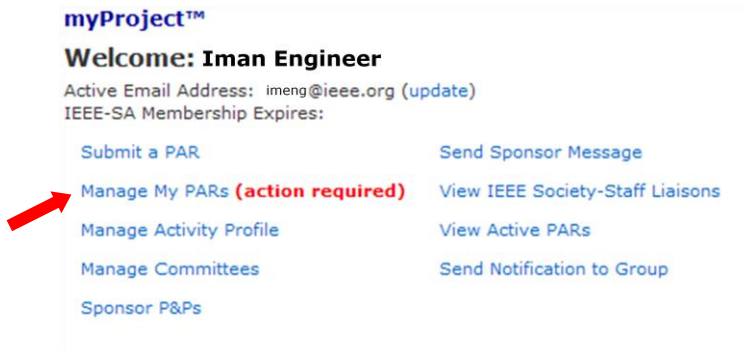 myProject™
Welcome: Iman Engineer
Active Email Address: imeng@ieee.org (update)
IEEE-SA Membership Expires:
Submit a PAR
Send Sponsor Message
Manage My PARs (action required)
View IEEE Society-Staff Liaisons
Manage Activity Profile
View Active PARs
Manage Committees
Send Notification to Group
Sponsor P&Ps